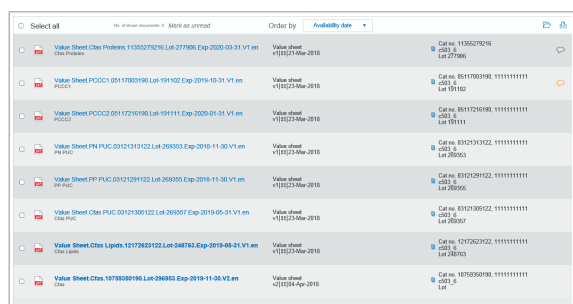 Select all
No. of shown documents: 8 Mark as unread
Order by Availability date
Value Sheet.Cfas Proteins.11355279216.Lot-277906.Exp-2020-03-31.V1.en
Cfas Proteins
Value sheet
v1|‡‡|21-Mar-2018
Cat no. 11355279216
c503_6
Lot 277906
Value Sheet.PCCC1.05117003190.Lot-191102.Exp-2019-10-31.V1.en
PCCC1
Value sheet
v1|‡‡|23-Mar-2018
Cat no. 05117003190, 11111111111
c503_6
Lot 191102
Value Sheet.PCCC2.05117216190.Lot-191111.Exp-2020-01-31.V1.en
PCCC2
Value sheet
v1|‡‡|23-Mar-2018
Cat no. 05117216190, 11111111111
c503_6
Lot 191111
Value Sheet.PN PUC.03121313122.Lot-269353.Exp-2018-11-30.V1.en
PN PUC
Value sheet
v1|‡‡|23-Mar-2018
Cat no. 03121313122, 11111111111
c503_6
Lot 269353
Value Sheet.PP PUC.03121291122.Lot-269355.Exp-2018-11-30.V1.en
PP PUC
Value sheet
v1|‡‡|23-Mar-2018
Cat no. 03121291122, 11111111111
c503_6
Lot 269355
Value Sheet.Cfas PUC.03121305122.Lot-269357.Exp-2019-05-31.V1.en
Cfas PUC
Value sheet
v1|‡‡|23-Mar-2018
Cat no. 03121305122, 11111111111
c503_6
Lot 269357
Value Sheet.Cfas Lipids.12172623122.Lot-248763.Exp-2019-05-31.V1.en
Cfas Lipids
Value sheet
v1|‡‡|23-Mar-2018
Cat no. 12172623122, 11111111111
c503_6
Lot 248763
Value Sheet.Cfas.10759350190.Lot-296953.Exp-2019-11-30.V2.en
Cfas
Value sheet
v2|‡‡|04-Apr-2018
Cat no. 10759350190, 11111111111
c503_6
Lot